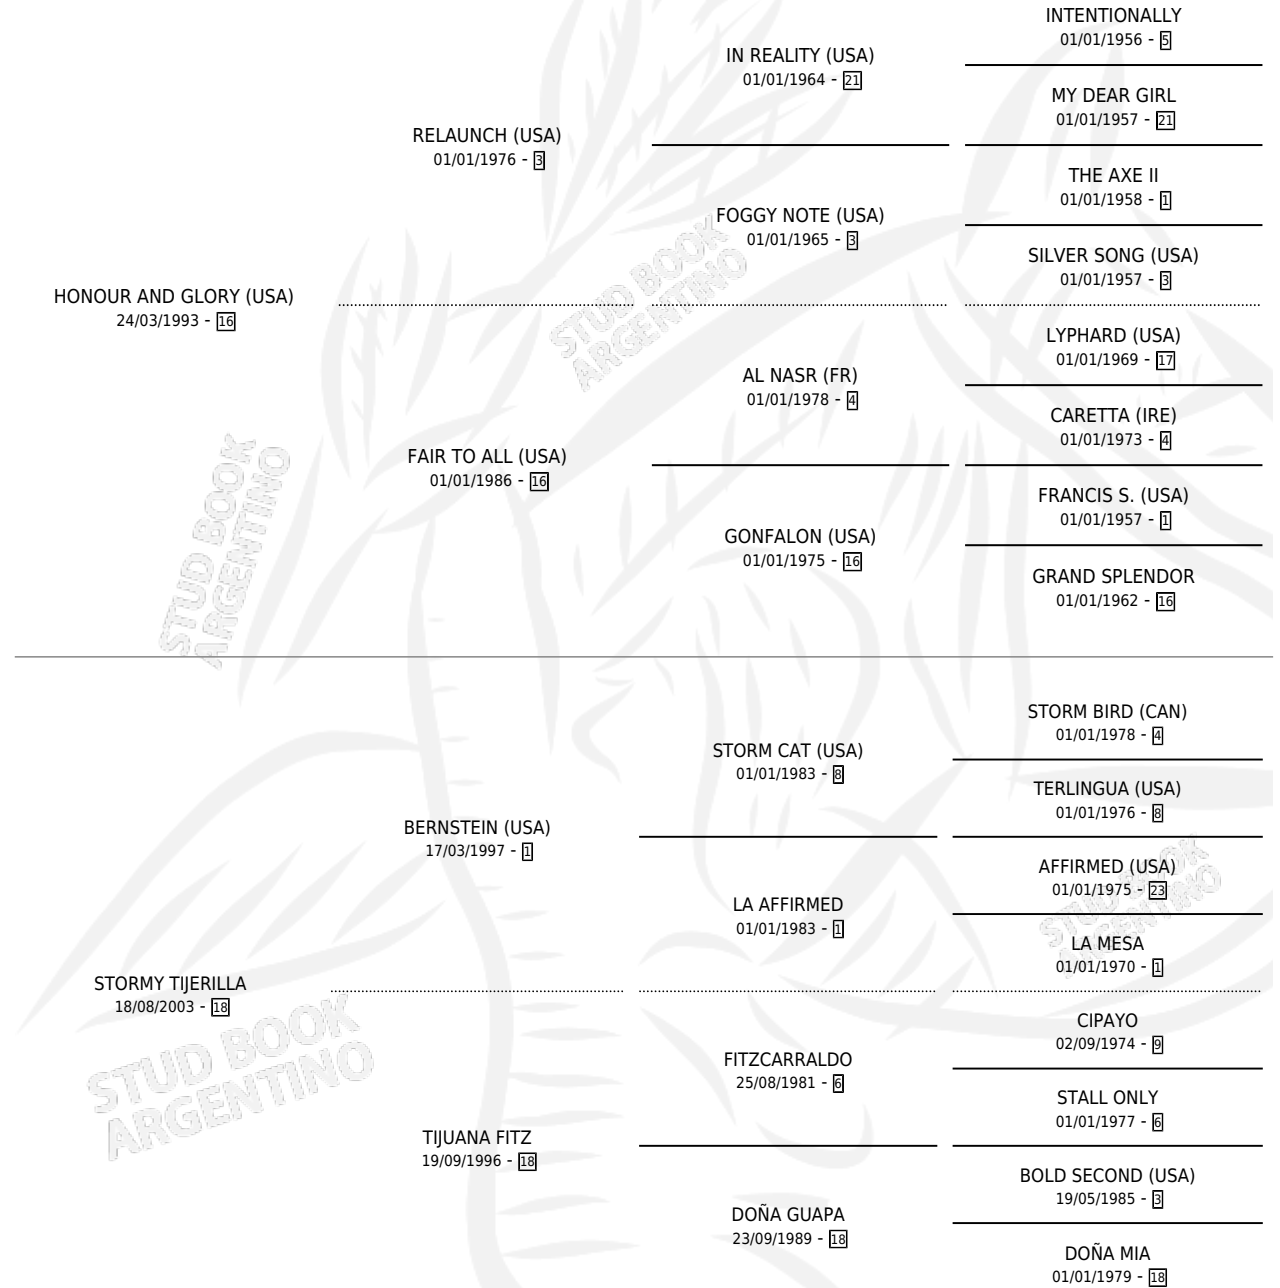 INTENTIONALLY
01/01/1956 - 5
IN REALITY (USA)
01/01/1964 - 21
MY DEAR GIRL
01/01/1957 - 21
RELAUNCH (USA)
01/01/1976 - 3
THE AXE II
01/01/1958 - 1
FOGGY NOTE (USA)
01/01/1965 - 3
SILVER SONG (USA)
01/01/1957 - 3
HONOUR AND GLORY (USA)
24/03/1993 - 16
LYPHARD (USA)
01/01/1969 - 17
AL NASR (FR)
01/01/1978 - 4
CARETTA (IRE)
01/01/1973 - 4
FAIR TO ALL (USA)
01/01/1986 - 16
FRANCIS S. (USA)
01/01/1957 - 1
GONFALON (USA)
01/01/1975 - 16
GRAND SPLENDOR
01/01/1962 - 16
STORM BIRD (CAN)
01/01/1978 - 4
STORM CAT (USA)
01/01/1983 - 8
TERLINGUA (USA)
01/01/1976 - 8
BERNSTEIN (USA)
17/03/1997 - 1
AFFIRMED (USA)
01/01/1975 - 23
LA AFFIRMED
01/01/1983 - 1
LA MESA
01/01/1970 - 1
STORMY TIJERILLA
18/08/2003 - 18
CIPAYO
02/09/1974 - 9
FITZCARRALDO
25/08/1981 - 6
STALL ONLY
01/01/1977 - 6
TIJUANA FITZ
19/09/1996 - 18
BOLD SECOND (USA)
19/05/1985 - 3
DOÑA GUAPA
23/09/1989 - 18
DOÑA MIA
01/01/1979 - 18
STUD BOOK
ARGENTINO
STUD BOOK
ARGENTINO
STUD BOOK
ARGENTINO
STUD BOOK
ARGENTINO